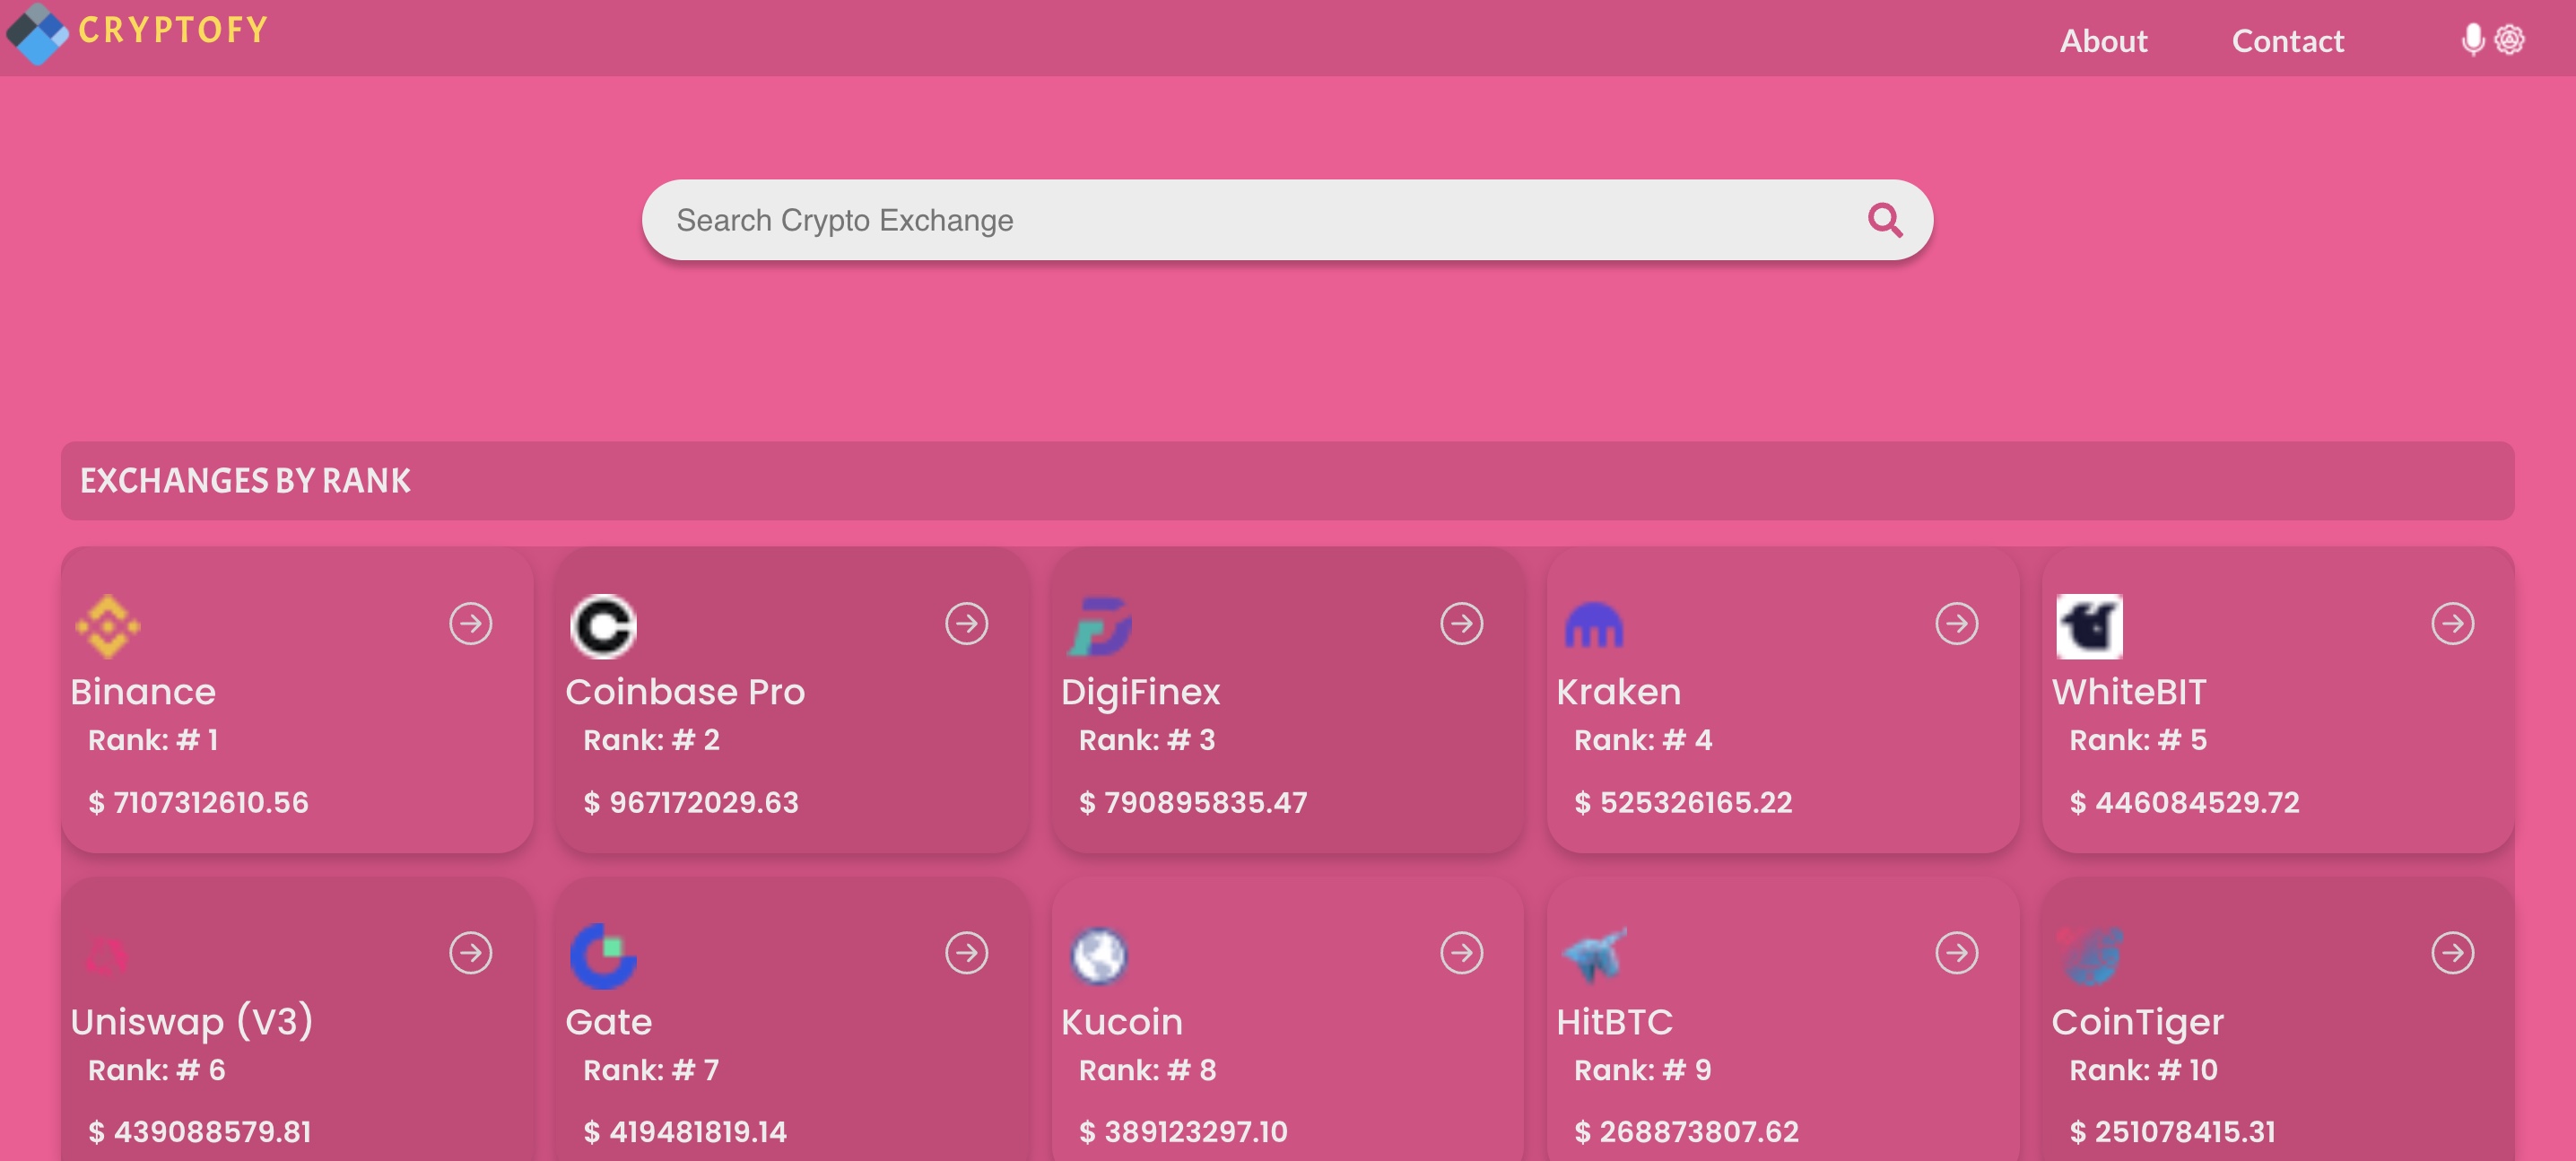 CRYPTOFY
About Contact
Search Crypto Exchange
EXCHANGES BY RANK
Binance
Rank: # 1
$ 7107312610.56
Coinbase Pro
Rank: # 2
$ 967172029.63
DigiFinex
Rank: # 3
$ 790895835.47
Kraken
Rank: # 4
$ 525326165.22
WhiteBIT
Rank: # 5
$ 446084529.72
Uniswap (V3)
Rank: # 6
$ 439088579.81
Gate
Rank: # 7
$ 419481819.14
Kucoin
Rank: # 8
$ 389123297.10
HitBTC
Rank: # 9
$ 268873807.62
CoinTiger
Rank: # 10
$ 251078415.31